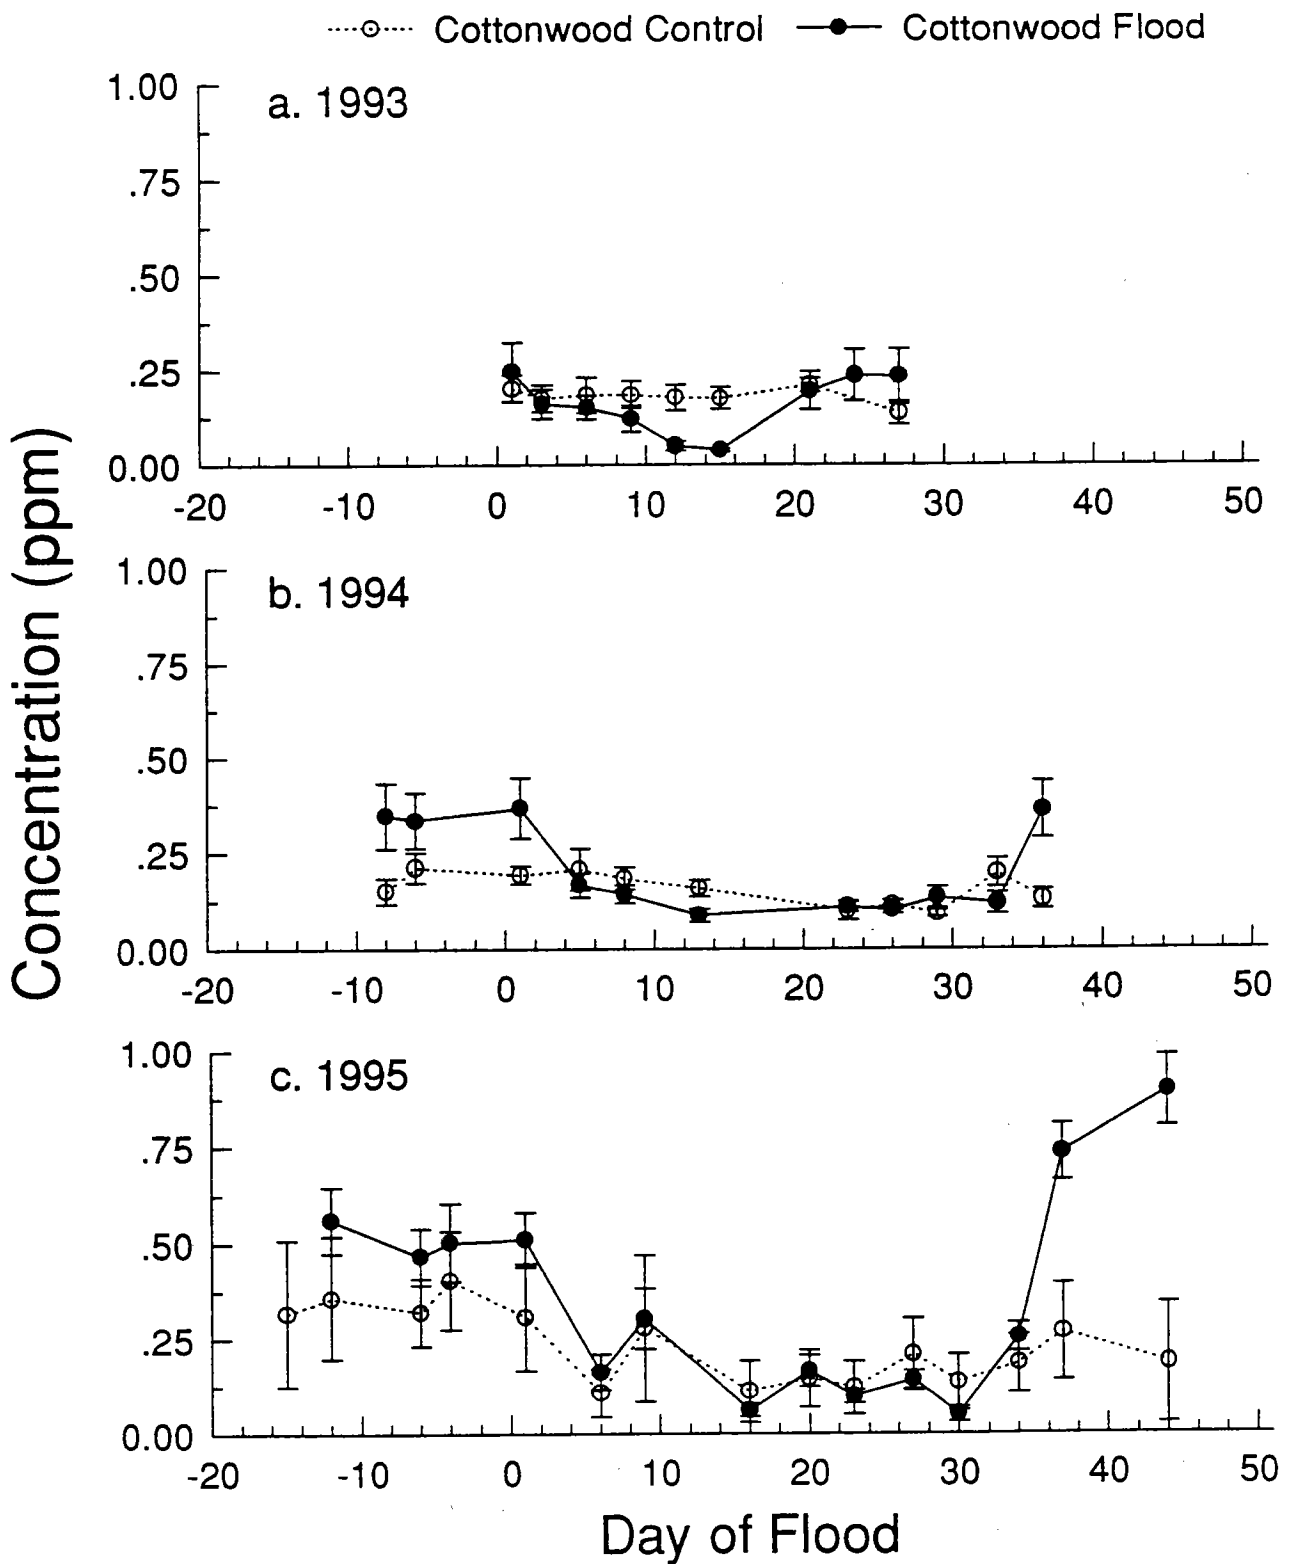 Cottonwood Control Cottonwood Flood
Concentration (ppm)
a. 1993
1.00
.75
.50
.25
0.00
-20 -10 0 10 20 30 40 50
b. 1994
1.00
.75
.50
.25
0.00
-20 -10 0 10 20 30 40 50
c. 1995
1.00
.75
.50
.25
0.00
-20 -10 0 10 20 30 40 50
Day of Flood